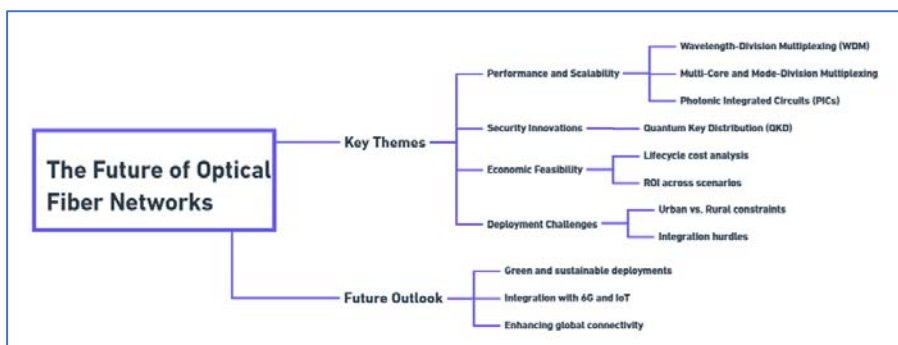 The Future of Optical
Fiber Networks
Key Themes
Performance and Scalability
Wavelength-Division Multiplexing (WDM)
Multi-Core and Mode-Division Multiplexing
Photonic Integrated Circuits (PICs)
Security Innovations
Quantum Key Distribution (QKD)
Economic Feasibility
Lifecycle cost analysis
ROI across scenarios
Deployment Challenges
Urban vs. Rural constraints
Integration hurdles
Future Outlook
Green and sustainable deployments
Integration with 6G and IoT
Enhancing global connectivity